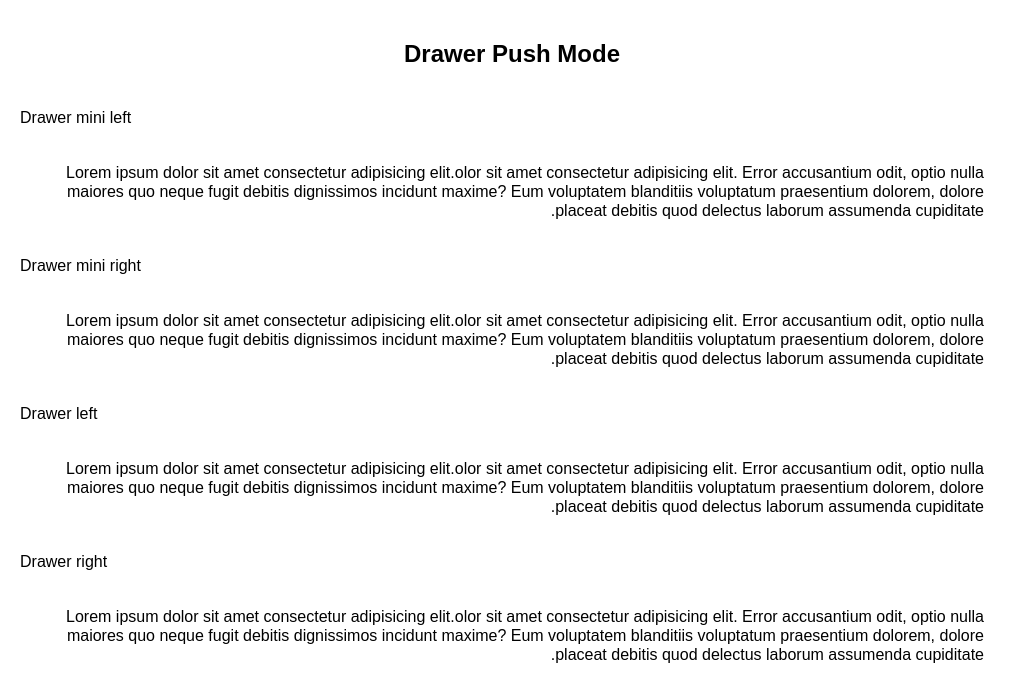 Drawer Push Mode
Drawer mini left
Lorem ipsum dolor sit amet consectetur adipisicing elit.olor sit amet consectetur adipisicing elit. Error accusantium odit, optio nulla
maiores quo neque fugit debitis dignissimos incidunt maxime? Eum voluptatem blanditiis voluptatum praesentium dolorem, dolore
.placeat debitis quod delectus laborum assumenda cupiditate
Drawer mini right
Lorem ipsum dolor sit amet consectetur adipisicing elit.olor sit amet consectetur adipisicing elit. Error accusantium odit, optio nulla
maiores quo neque fugit debitis dignissimos incidunt maxime? Eum voluptatem blanditiis voluptatum praesentium dolorem, dolore
.placeat debitis quod delectus laborum assumenda cupiditate
Drawer left
Lorem ipsum dolor sit amet consectetur adipisicing elit.olor sit amet consectetur adipisicing elit. Error accusantium odit, optio nulla
maiores quo neque fugit debitis dignissimos incidunt maxime? Eum voluptatem blanditiis voluptatum praesentium dolorem, dolore
.placeat debitis quod delectus laborum assumenda cupiditate
Drawer right
Lorem ipsum dolor sit amet consectetur adipisicing elit.olor sit amet consectetur adipisicing elit. Error accusantium odit, optio nulla
maiores quo neque fugit debitis dignissimos incidunt maxime? Eum voluptatem blanditiis voluptatum praesentium dolorem, dolore
.placeat debitis quod delectus laborum assumenda cupiditate